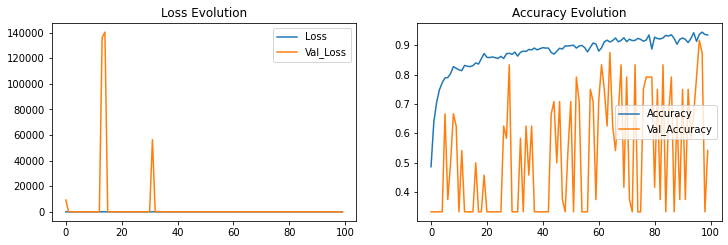 Loss Evolution
140000
120000
100000
80000
60000
40000
20000
0
0 20 40 60 80 100
Loss
Val_Loss
Accuracy Evolution
0.9
0.8
0.7
0.6
0.5
0.4
0 20 40 60 80 100
Accuracy
Val_Accuracy